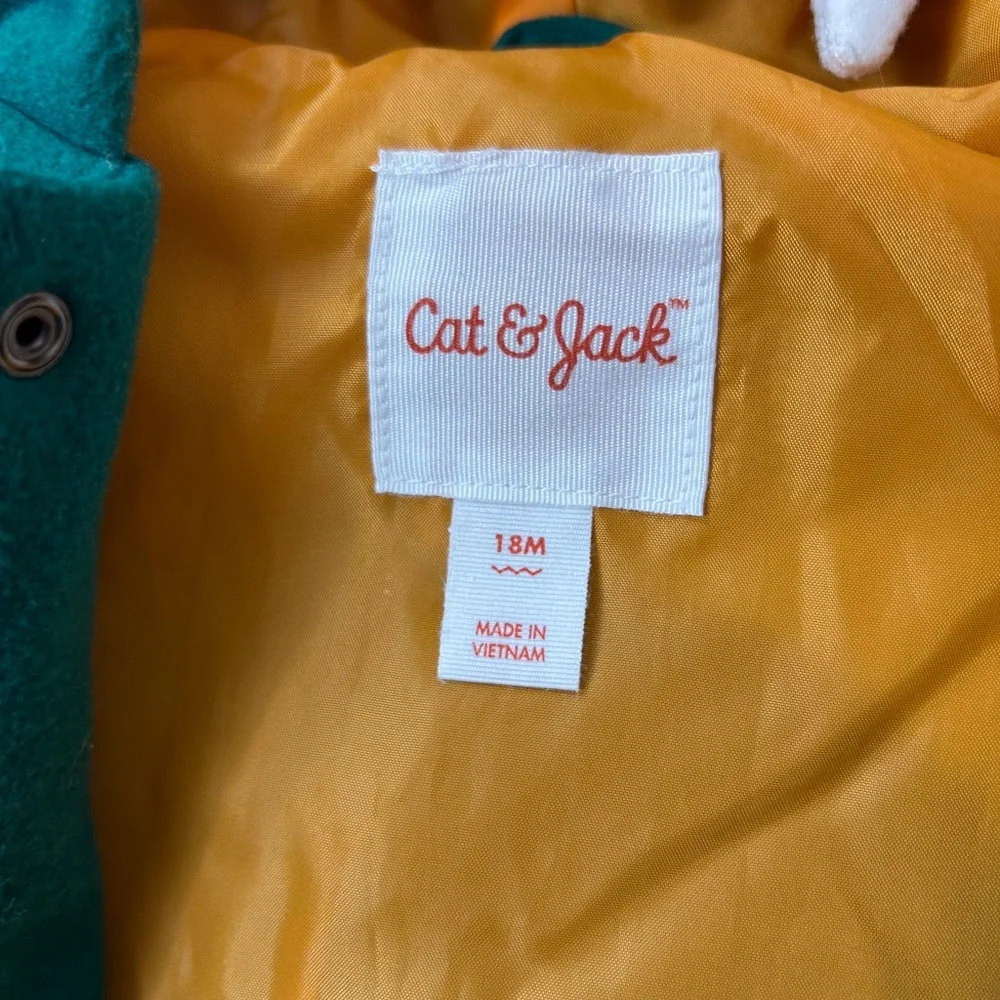 Cat & Jack™
18M
MADE IN
VIETNAM